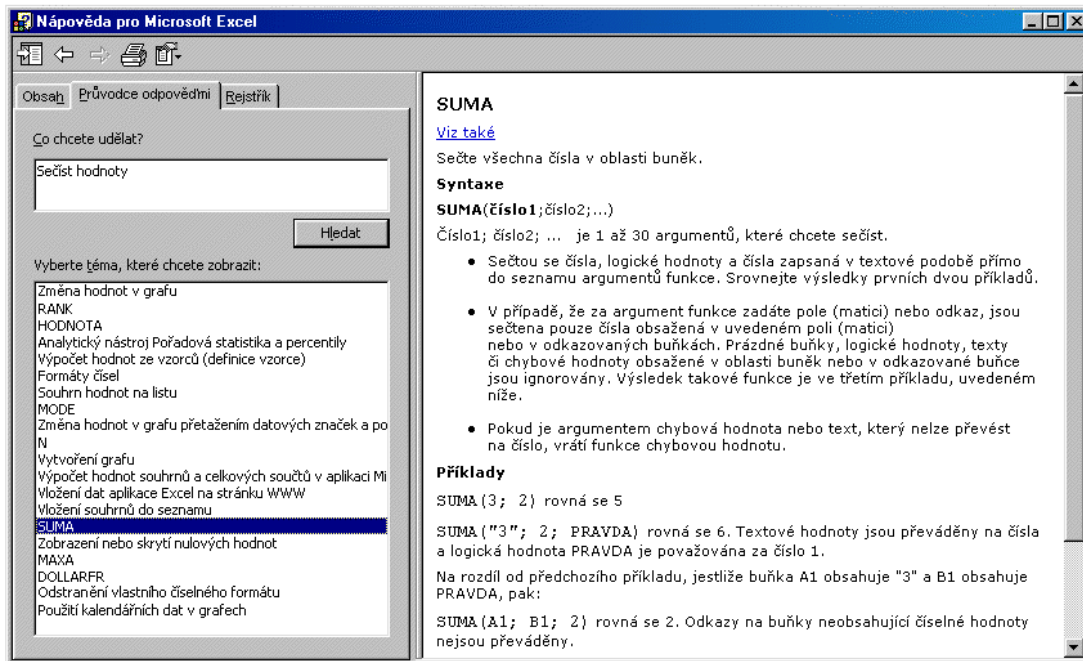 Nápověda pro Microsoft Excel
Obsah
Průvodce odpověďmi
Rejstřík
Co chcete udělat?
Sečíst hodnoty
Hledat
Vyberte téma, které chcete zobrazit:
Změna hodnot v grafu
RANK
HODNOTA
Analytický nástroj Pořadová statistika a percentily
Výpočet hodnot ze vzorců (definice vzorce)
Formáty čísel
Souhrn hodnot na listu
MODE
Změna hodnot v grafu přetažením datových značek a po
N
Vytvoření grafu
Výpočet hodnot souhrnů a celkových součtů v aplikaci Mi
Vložení dat aplikace Excel na stránku WWW
Vložení souhrnů do seznamu
SUMA
Zobrazení nebo skrytí nulových hodnot
MAXA
DOLLARFR
Odstranění vlastního číselného formátu
Použití kalendářních dat v grafech
SUMA
Viz také
Sečte všechna čísla v oblasti buněk.
Syntaxe
SUMA(číslo1;číslo2;...)
Číslo1; číslo2; ... je 1 až 30 argumentů, které chcete sečíst.
• Sečtou se čísla, logické hodnoty a čísla zapsaná v textové podobě přímo
do seznamu argumentů funkce. Srovnejte výsledky prvních dvou příkladů.
• V případě, že za argument funkce zadáte pole (matici) nebo odkaz, jsou
sečtena pouze čísla obsažená v uvedeném poli (matici)
nebo v odkazovaných buňkách. Prázdné buňky, logické hodnoty, texty
či chybové hodnoty obsažené v oblasti buněk nebo v odkazované buňce
jsou ignorovány. Výsledek takové funkce je ve třetím příkladu, uvedeném
níže.
• Pokud je argumentem chybová hodnota nebo text, který nelze převést
na číslo, vrátí funkce chybovou hodnotu.
Příklady
SUMA(3; 2) rovná se 5
SUMA("3"; 2; PRAVDA) rovná se 6. Textové hodnoty jsou převáděny na čísla
a logická hodnota PRAVDA je považována za číslo 1.
Na rozdíl od předchozího příkladu, jestliže buňka A1 obsahuje "3" a B1 obsahuje
PRAVDA, pak:
SUMA(A1; B1; 2) rovná se 2. Odkazy na buňky neobsahující číselné hodnoty
nejsou převáděny.